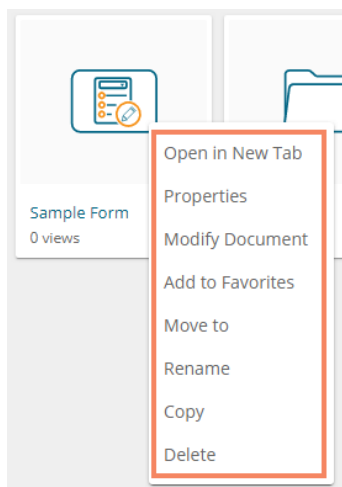 Sample Form
0 views
Open in New Tab
Properties
Modify Document
Add to Favorites
Move to
Rename
Copy
Delete